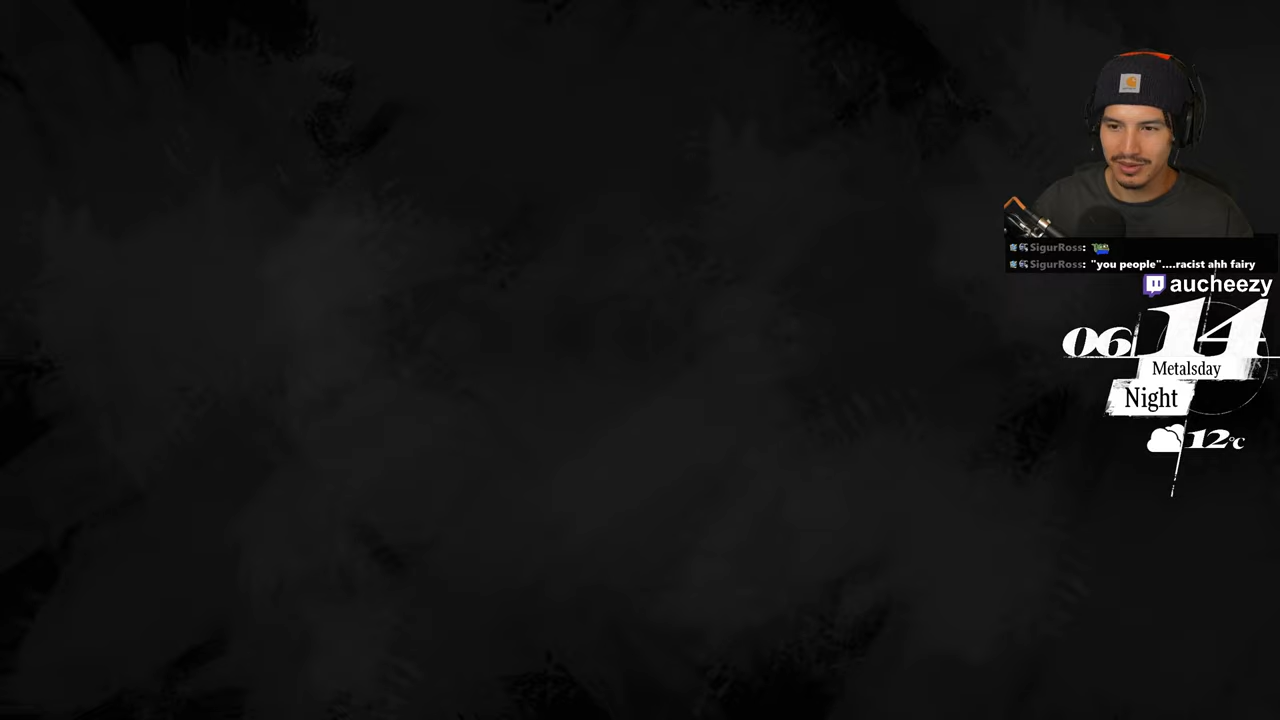 SigurRoss:
SigurRoss: "you people"....racist ahh fairy
aucheezy
06 14
Metalsday
Night
12°C